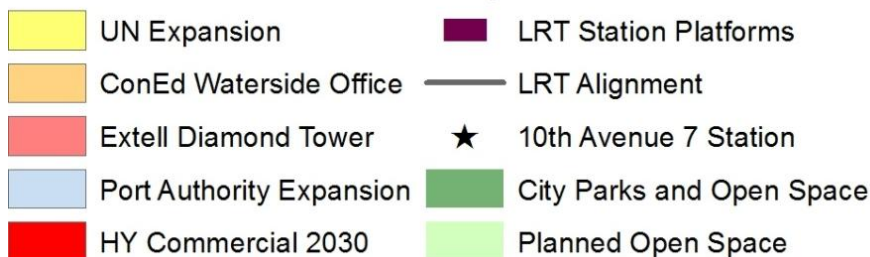 UN Expansion
ConEd Waterside Office
Extell Diamond Tower
Port Authority Expansion
HY Commercial 2030
LRT Station Platforms
LRT Alignment
10th Avenue 7 Station
City Parks and Open Space
Planned Open Space